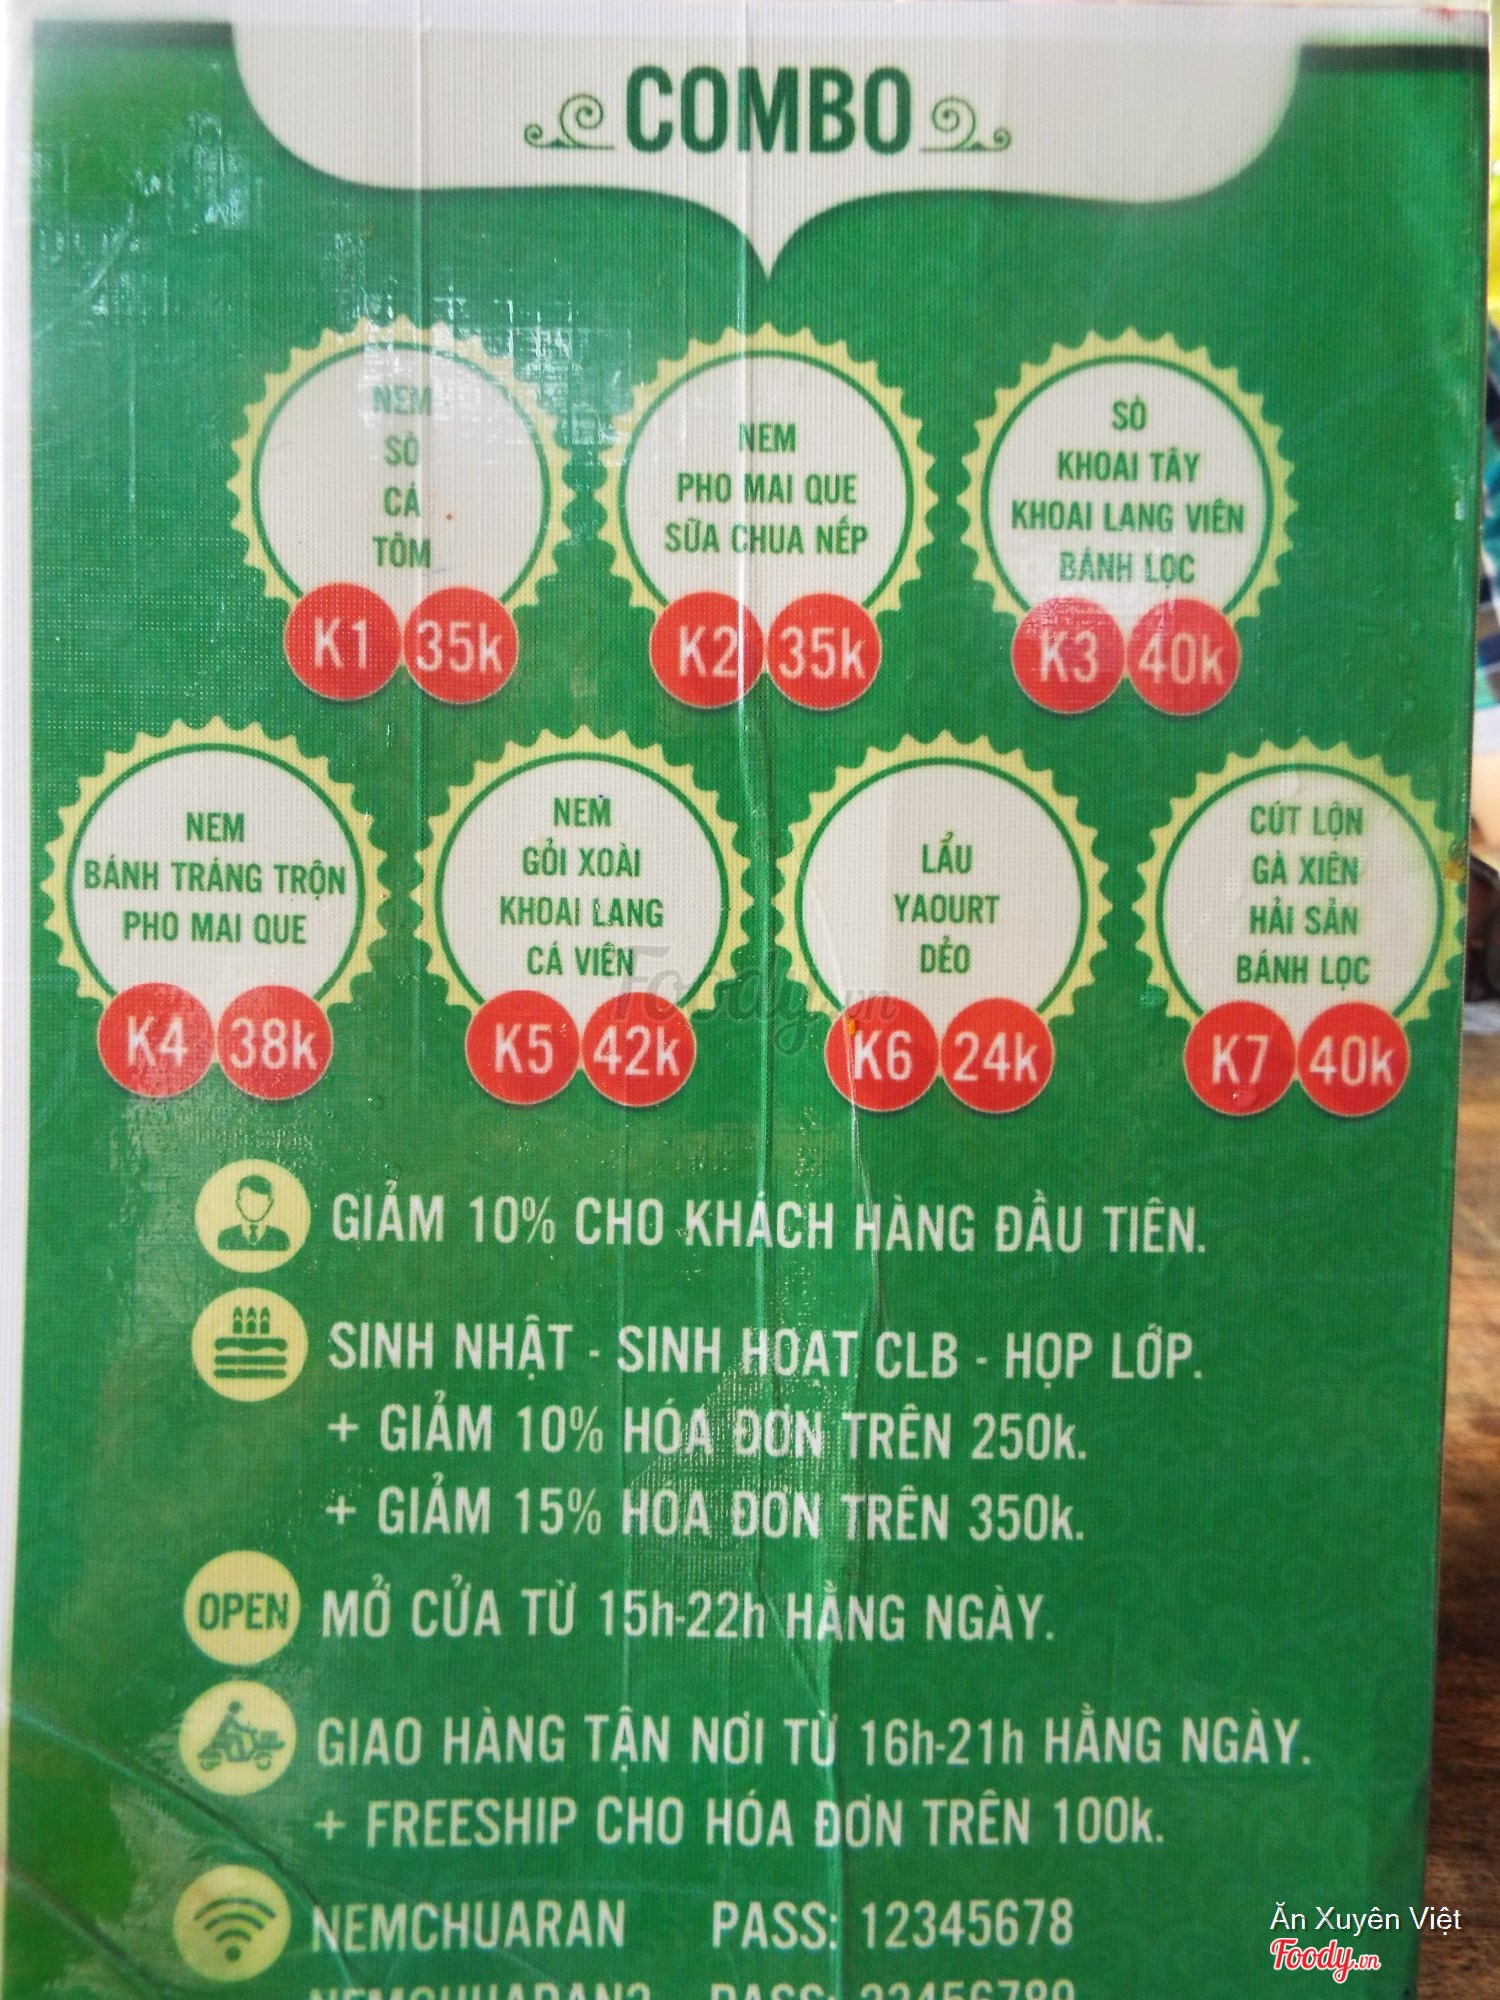 COMBO
NEM
SÒ
CÁ
TÔM
K1 35k
NEM
PHO MAI QUE
SỮA CHUA NẾP
K2 35k
SÒ
KHOAI TÂY
KHOAI LANG VIÊN
BÁNH LỌC
K3 40k
NEM
BÁNH TRÁNG TRỘN
PHO MAI QUE
K4 38k
NEM
GỎI XOÀI
KHOAI LANG
CÁ VIÊN
K5 42k
LẨU
YAOURT
DẺO
K6 24k
CÚT LỘN
GÀ XIÊN
HẢI SẢN
BÁNH LỌC
K7 40k
Foody.vn
GIẢM 10% CHO KHÁCH HÀNG ĐẦU TIÊN.
SINH NHẬT - SINH HOẠT CLB - HỌP LỚP.
+ GIẢM 10% HÓA ĐƠN TRÊN 250k.
+ GIẢM 15% HÓA ĐƠN TRÊN 350k.
OPEN MỞ CỬA TỪ 15h-22h HẰNG NGÀY.
GIAO HÀNG TẬN NƠI TỪ 16h-21h HẰNG NGÀY.
+ FREESHIP CHO HÓA ĐƠN TRÊN 100k.
NEMCHUARAN PASS: 12345678
NEMCHUARAN2 PASS: 23456789
Ăn Xuyên Việt
Foody.vn